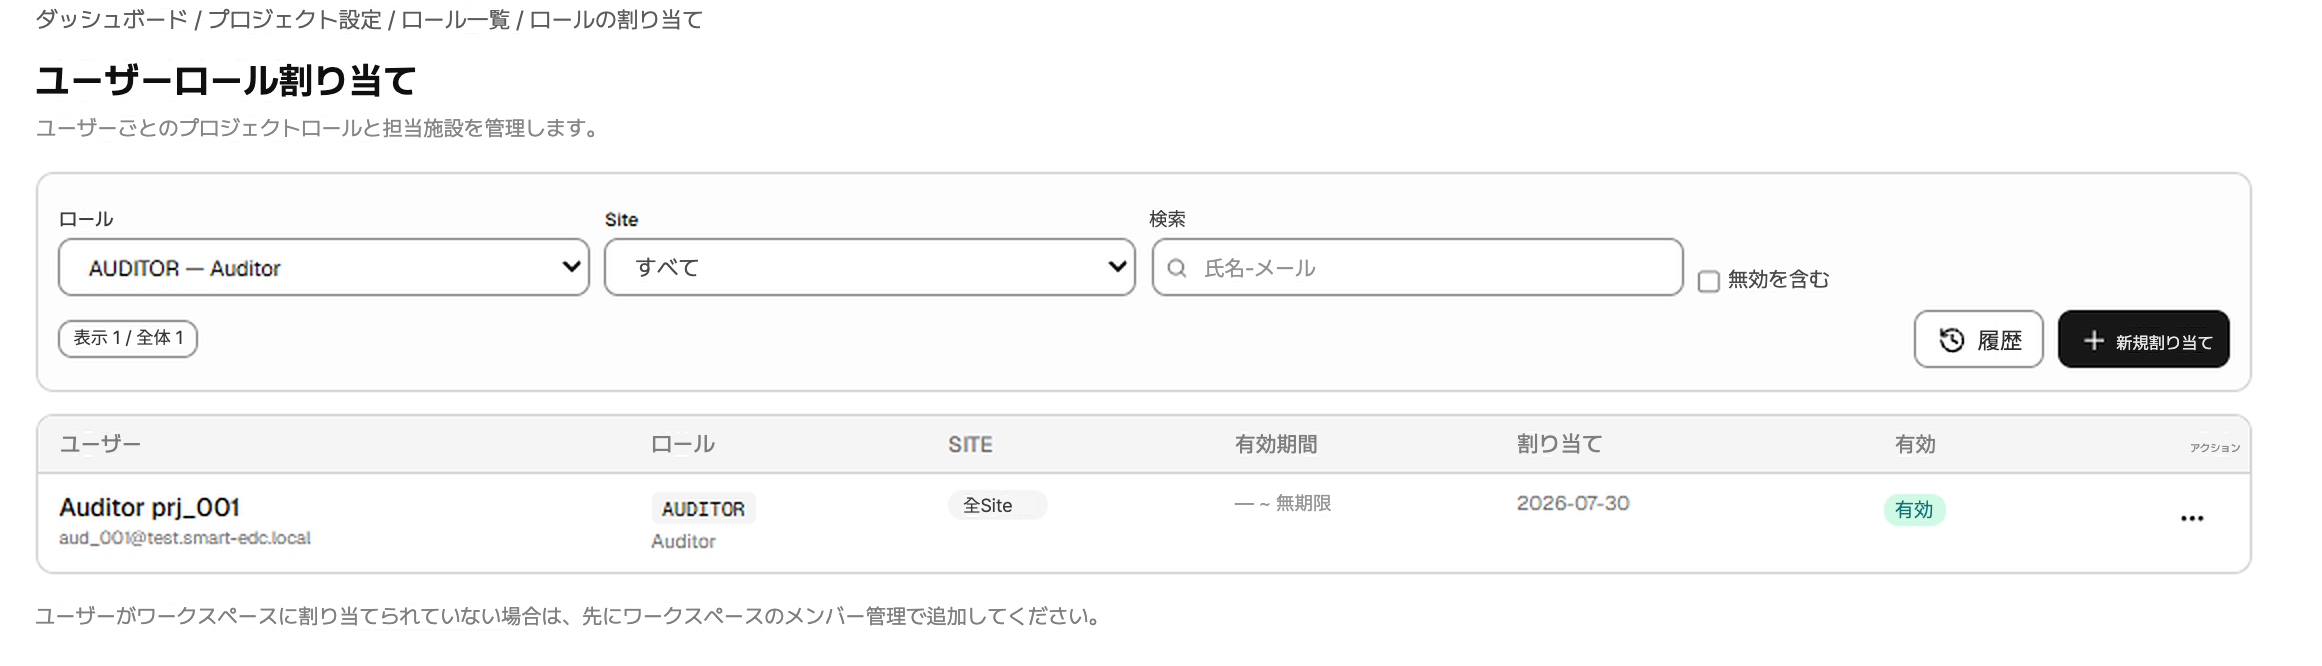 ダッシュボード / プロジェクト設定 / ロール一覧 / ロールの割り当て
ユーザーロール割り当て
ユーザーごとのプロジェクトロールと担当施設を管理します。
ロール
Site
検索
AUDITOR — Auditor
すべて
氏名-メール
無効を含む
表示 1 / 全体 1
履歴
新規割り当て
ユーザー
ロール
SITE
有効期間
割り当て
有効
アクション
Auditor prj_001
AUDITOR
全Site
— ~ 無期限
2026-07-30
有効
aud_001@test.smart-edc.local
Auditor
ユーザーがワークスペースに割り当てられていない場合は、先にワークスペースのメンバー管理で追加してください。